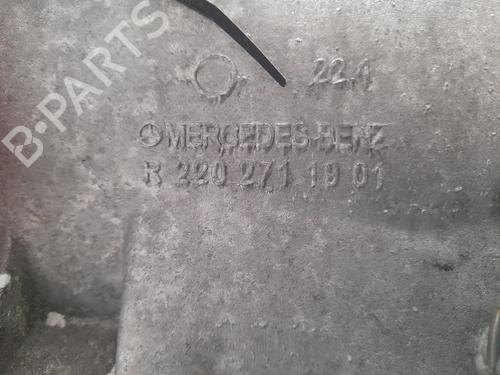 22.1
MERCEDES-BENZ
R 220 271 19 01
B-PARTS